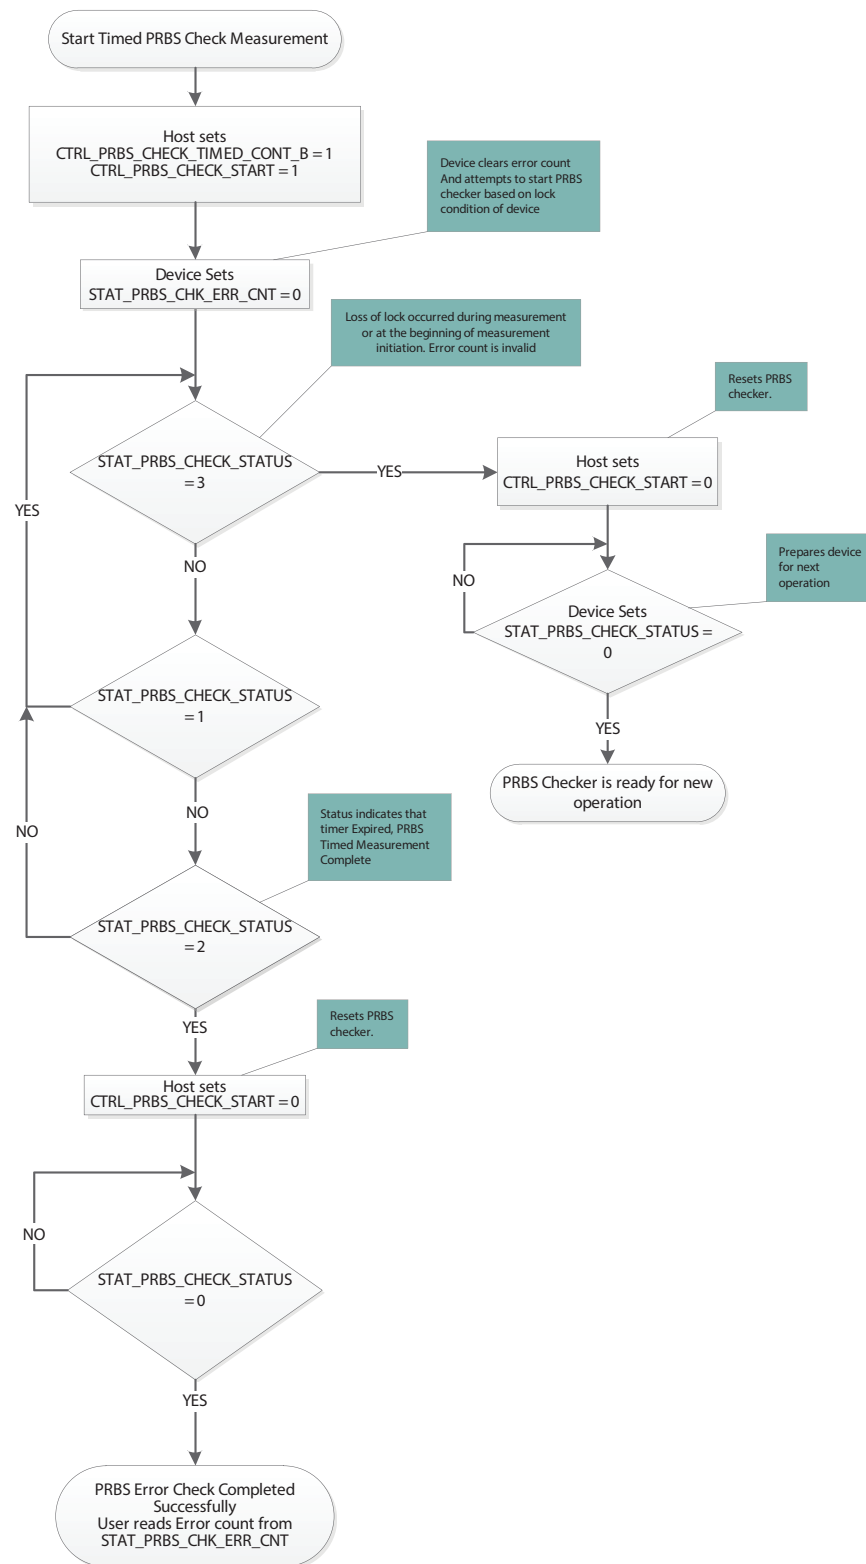 Start Timed PRBS Check Measurement
Host sets
CTRL_PRBS_CHECK_TIMED_CONT_B = 1
CTRL_PRBS_CHECK_START = 1
Device clears error count
And attempts to start PRBS
checker based on lock
condition of device
Device Sets
STAT_PRBS_CHK_ERR_CNT = 0
Loss of lock occurred during measurement
or at the beginning of measurement
initiation. Error count is invalid
Resets PRBS
checker.
STAT_PRBS_CHECK_STATUS
= 3
YES
Host sets
CTRL_PRBS_CHECK_START = 0
YES
NO
Prepares device
for next
operation
NO
Device Sets
STAT_PRBS_CHECK_STATUS =
0
STAT_PRBS_CHECK_STATUS
= 1
YES
PRBS Checker is ready for new
operation
NO
Status indicates that
timer Expired, PRBS
Timed Measurement
Complete
NO
STAT_PRBS_CHECK_STATUS
= 2
YES
Resets PRBS
checker.
Host sets
CTRL_PRBS_CHECK_START = 0
NO
STAT_PRBS_CHECK_STATUS
= 0
YES
PRBS Error Check Completed
Successfully
User reads Error count from
STAT_PRBS_CHK_ERR_CNT